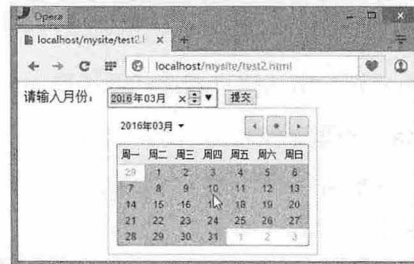 Opera
localhost/mysite/test2.h
localhost/mysite/test2.html
请输入月份： 2016年03月 提交
2016年03月
周一 周二 周三 周四 周五 周六 周日
29 1 2 3 4 5 6
7 8 9 10 11 12 13
14 15 16 18 19 20
21 22 23 24 25 26 27
28 29 30 31 1 2 3